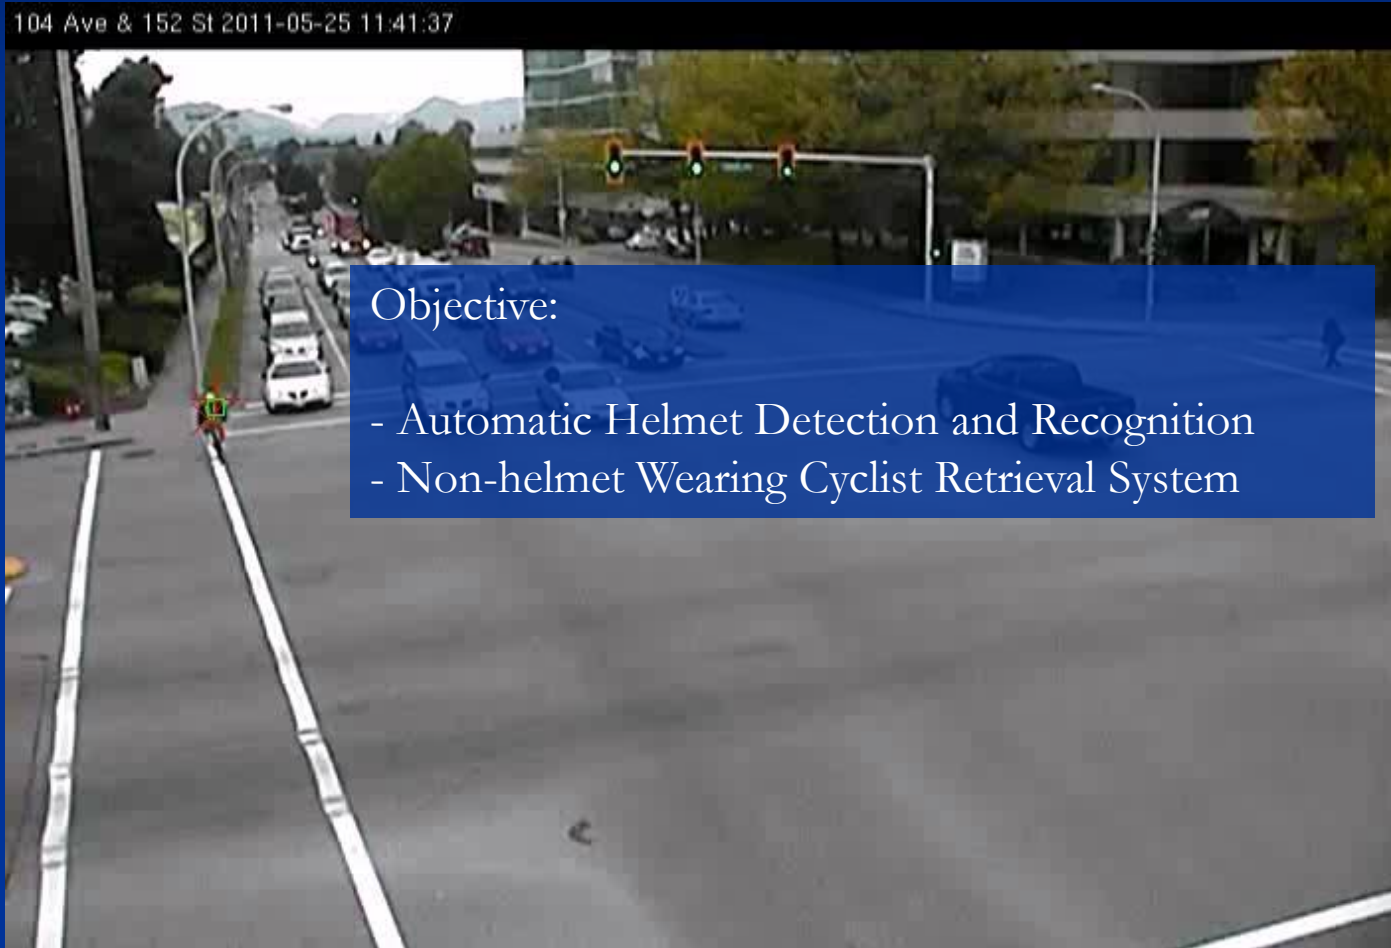 104 Ave & 152 St 2011-05-25 11:41:37
Objective:
- Automatic Helmet Detection and Recognition
- Non-helmet Wearing Cyclist Retrieval System